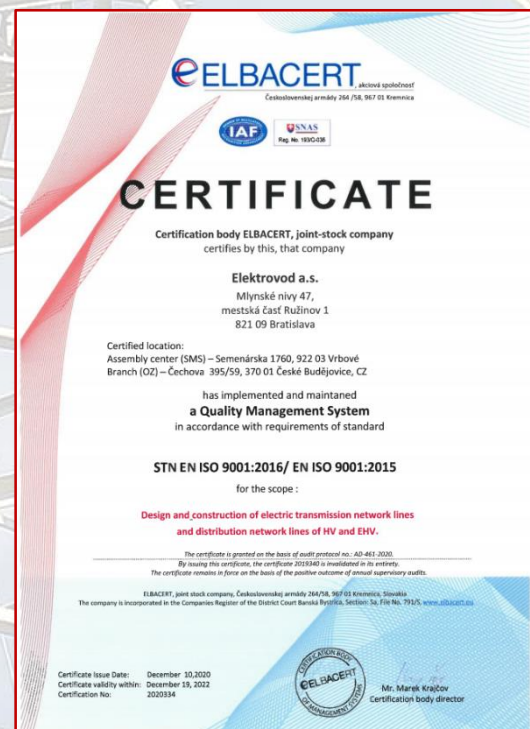 ELBACERT, akciová spoločnosť
Československej armády 264 /58, 967 01 Kremnica
IAF
SNAS
Reg. No. 193/Q-036
CERTIFICATE
Certification body ELBACERT, joint-stock company
certifies by this, that company
Elektrovod a.s.
Mlynské nivy 47,
mestská časť Ružinov 1
821 09 Bratislava
Certified location:
Assembly center (SMS) – Semenárska 1760, 922 03 Vrbové
Branch (OZ) – Čechova 395/59, 370 01 České Budějovice, CZ
has implemented and maintaned
a Quality Management System
in accordance with requirements of standard
STN EN ISO 9001:2016/ EN ISO 9001:2015
for the scope :
Design and construction of electric transmission network lines
and distribution network lines of HV and EHV.
The certificate is granted on the basis of audit protocol no.: AD-461-2020.
By issuing this certificate, the certificate 2019340 is invalidated in its entirety.
The certificate remains in force on the basis of the positive outcome of annual supervisory audits.
ELBACERT, joint stock company, Československej armády 264/58, 967 01 Kremnica, Slovakia
The company is incorporated in the Companies Register of the District Court Banská Bystrica, Section: Sa, File No. 791/S, www.elbacert.eu
Certificate Issue Date: December 10,2020
Certificate validity within: December 19, 2022
Certification No: 2020334
CERTIFICATION BODY
ELBACERT
OF MANAGEMENT SYSTEMS
Mr. Marek Krajčov
Certification body director